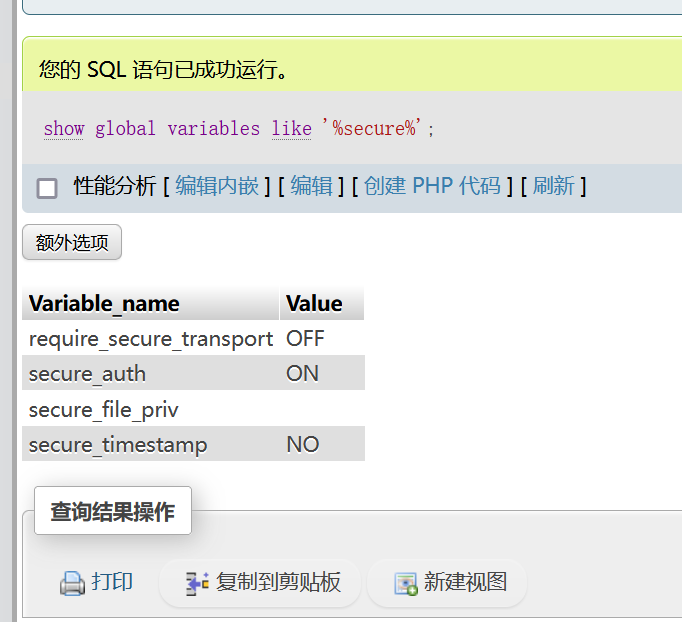 您的 SQL 语句已成功运行。
show global variables like '%secure%';
性能分析 [ 编辑内嵌 ] [ 编辑 ] [ 创建 PHP 代码 ] [ 刷新 ]
额外选项
Variable_name Value
require_secure_transport OFF
secure_auth ON
secure_file_priv
secure_timestamp NO
查询结果操作
打印 复制到剪贴板 新建视图